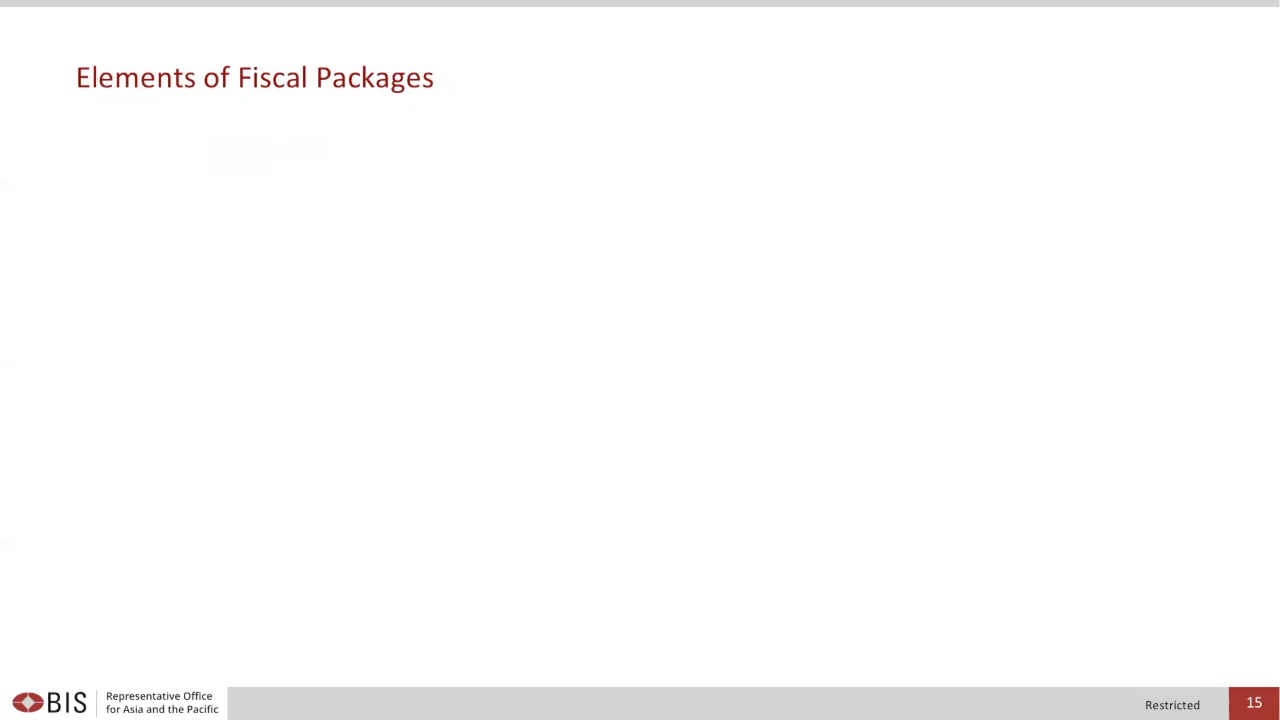 Elements of Fiscal Packages
BIS
Representative Office
for Asia and the Pacific
Restricted
15